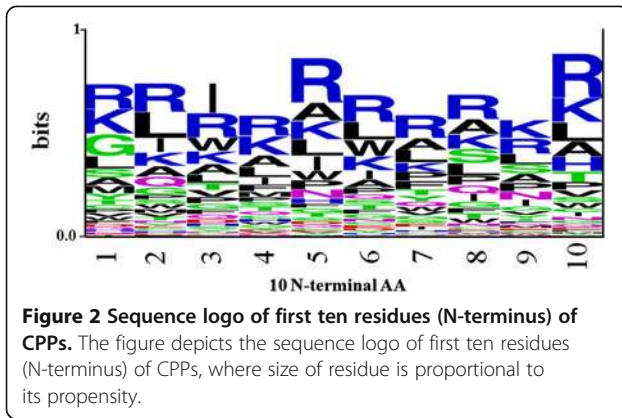 1
bits
0.0
R R I R R R R R K R
K L R K A L A A R K
1 2 3 4 5 6 7 8 9 10
10 N-terminal AA
Figure 2 Sequence logo of first ten residues (N-terminus) of
CPPs. The figure depicts the sequence logo of first ten residues
(N-terminus) of CPPs, where size of residue is proportional to
its propensity.